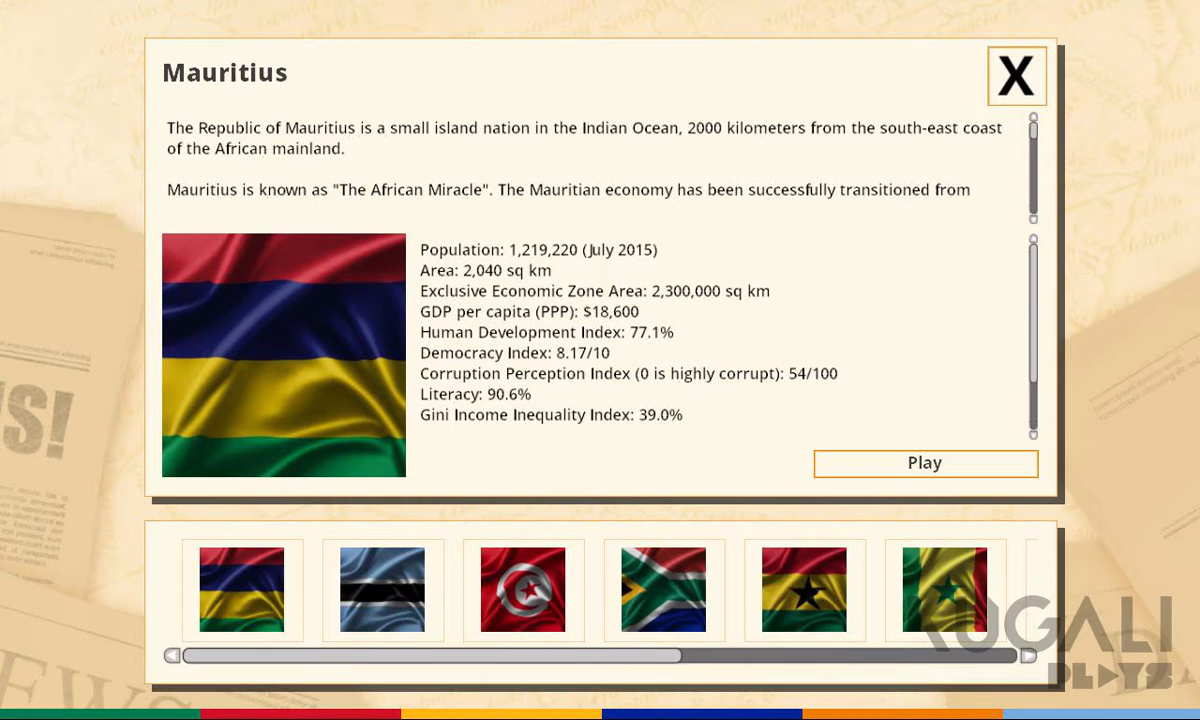 Mauritius
X
The Republic of Mauritius is a small island nation in the Indian Ocean, 2000 kilometers from the south-east coast
of the African mainland.
Mauritius is known as "The African Miracle". The Mauritian economy has been successfully transitioned from
Population: 1,219,220 (July 2015)
Area: 2,040 sq km
Exclusive Economic Zone Area: 2,300,000 sq km
GDP per capita (PPP): $18,600
Human Development Index: 77.1%
Democracy Index: 8.17/10
Corruption Perception Index (0 is highly corrupt): 54/100
Literacy: 90.6%
Gini Income Inequality Index: 39.0%
Play
KUGALI
PLAYS